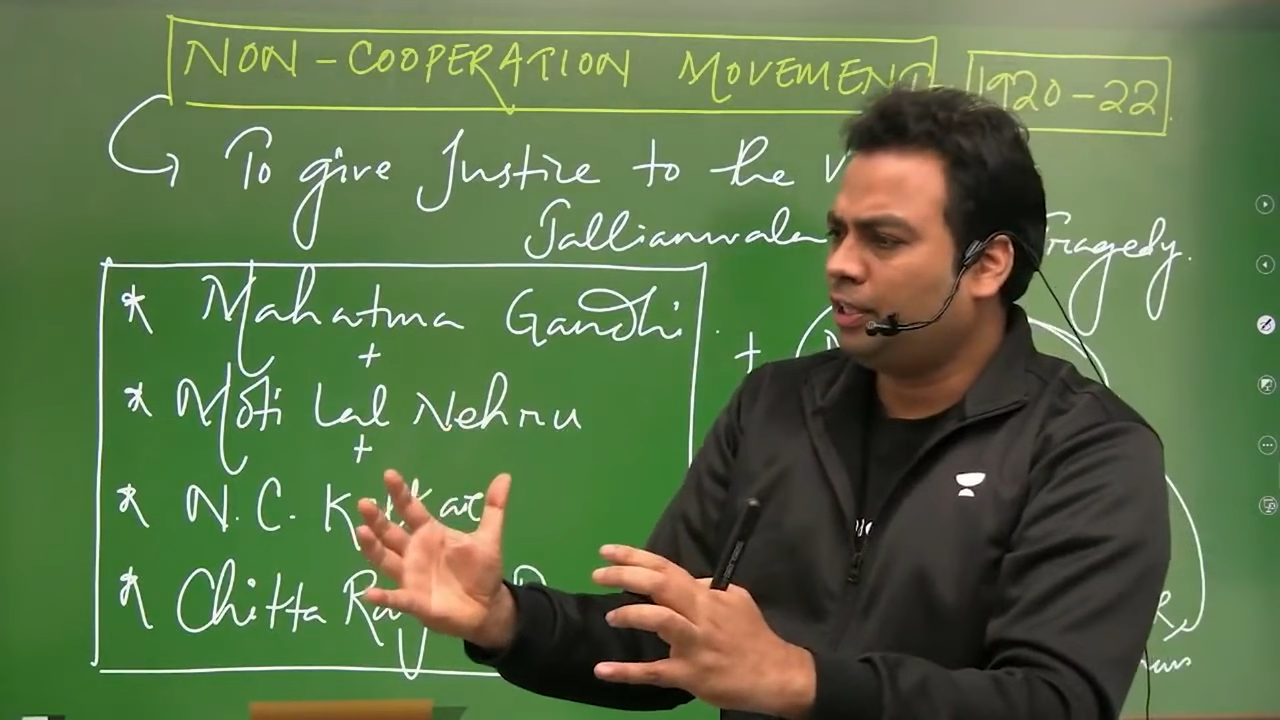 NON-COOPERATION MOVEMENT 1920-22
To give Justice to the
Jallianwala Tragedy.
* Mahatma Gandhi
+ +
* Moti Lal Nehru
+
* N.C.
* Chitta